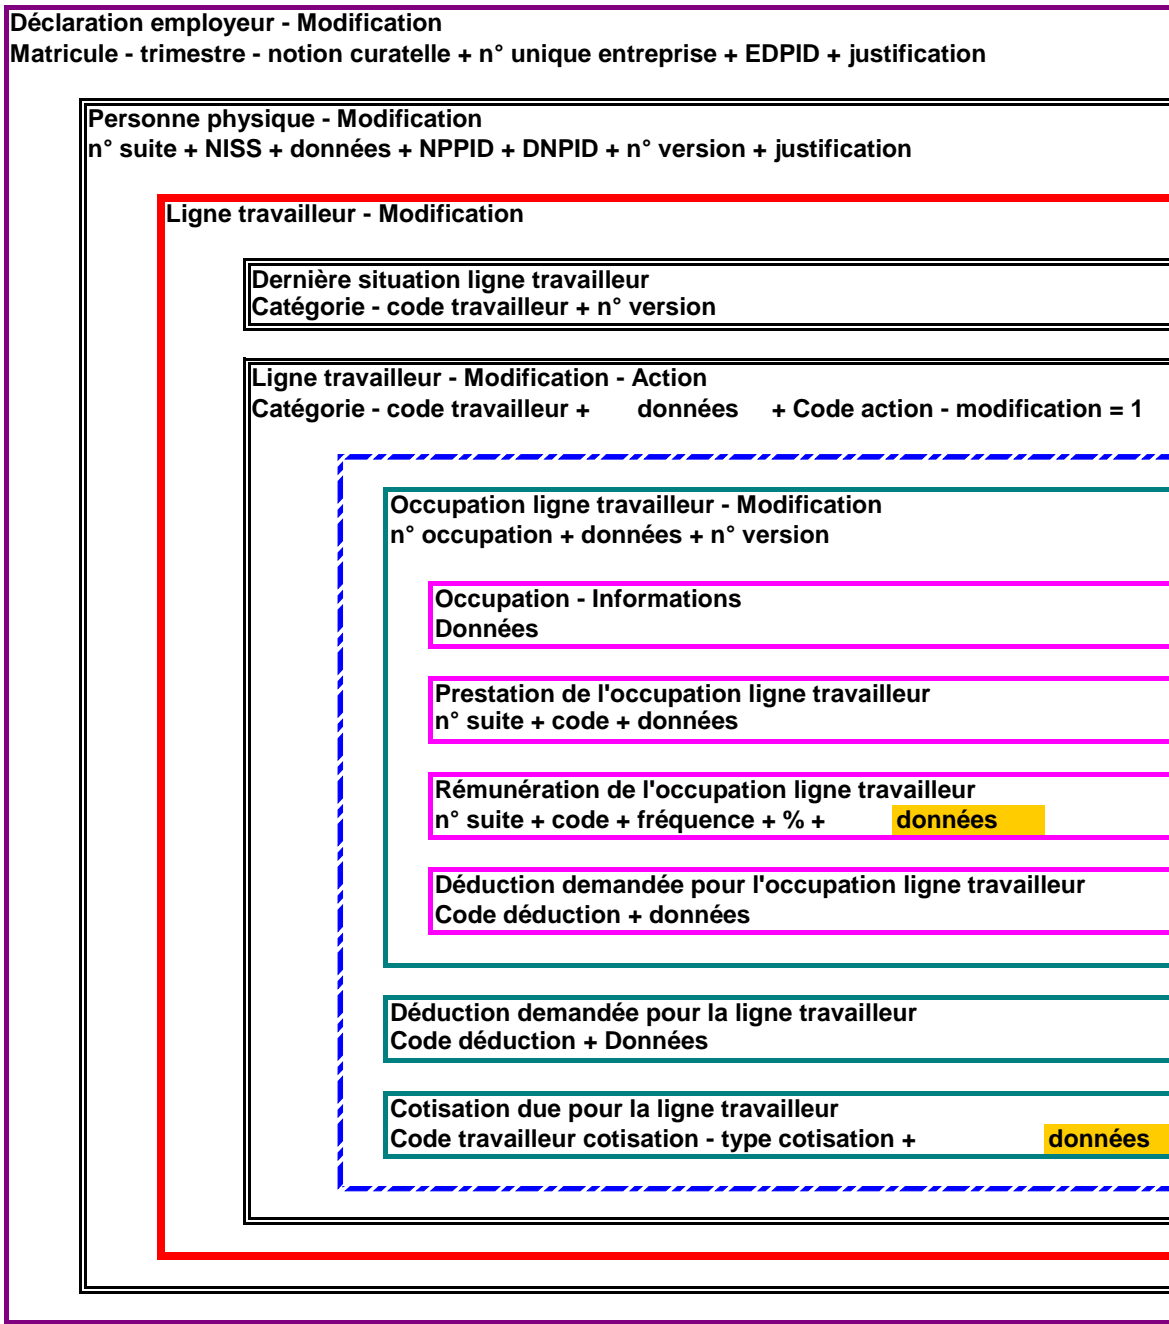 Déclaration employeur - Modification
Matricule - trimestre - notion curatelle + n° unique entreprise + EDPID + justification
Personne physique - Modification
n° suite + NISS + données + NPPID + DNPID + n° version + justification
Ligne travailleur - Modification
Dernière situation ligne travailleur
Catégorie - code travailleur + n° version
Ligne travailleur - Modification - Action
Catégorie - code travailleur + données + Code action - modification = 1
Occupation ligne travailleur - Modification
n° occupation + données + n° version
Occupation - Informations
Données
Prestation de l'occupation ligne travailleur
n° suite + code + données
Rémunération de l'occupation ligne travailleur
n° suite + code + fréquence + % + données
Déduction demandée pour l'occupation ligne travailleur
Code déduction + données
Déduction demandée pour la ligne travailleur
Code déduction + Données
Cotisation due pour la ligne travailleur
Code travailleur cotisation - type cotisation + données